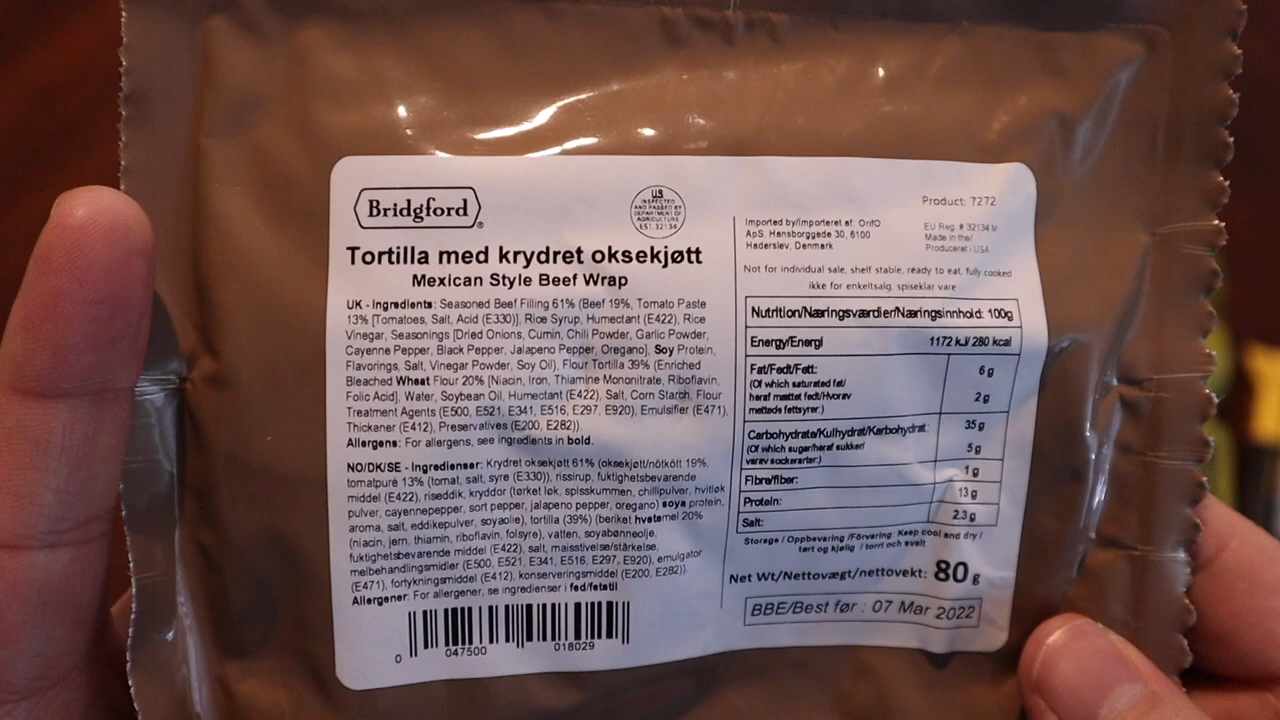 Bridgford®
US
INSPECTED
AND PASSED BY
DEPARTMENT OF
AGRICULTURE
EST. 32134
Tortilla med krydret oksekjøtt
Mexican Style Beef Wrap
UK - Ingredients: Seasoned Beef Filling 61% (Beef 19%, Tomato Paste
13% [Tomatoes, Salt, Acid (E330)], Rice Syrup, Humectant (E422), Rice
Vinegar, Seasonings [Dried Onions, Cumin, Chili Powder, Garlic Powder,
Cayenne Pepper, Black Pepper, Jalapeno Pepper, Oregano], Soy Protein,
Flavorings, Salt, Vinegar Powder, Soy Oil), Flour Tortilla 39% (Enriched
Bleached Wheat Flour 20% [Niacin, Iron, Thiamine Mononitrate, Riboflavin,
Folic Acid], Water, Soybean Oil, Humectant (E422), Salt, Corn Starch, Flour
Treatment Agents (E500, E521, E341, E516, E297, E920), Emulsifier (E471),
Thickener (E412), Preservatives (E200, E282)).
Allergens: For allergens, see ingredients in bold.
NO/DK/SE - Ingredienser: Krydret oksekjøtt 61% (oksekjøtt/nötkött 19%,
tomatpuré 13% (tomat, salt, syre (E330)), rissirup, fuktighetsbevarende
middel (E422), riseddik, kryddor (tørket løk, spisskummen, chillipulver, hvitløk
pulver, cayennepepper, sort pepper, jalapeno pepper, oregano) soya protein,
aroma, salt, eddikepulver, soyaolie), tortilla (39%) (beriket hvetemel 20%
(niacin, jern, thiamin, riboflavin, folsyre), vatten, soyabønneolje,
fuktighetsbevarende middel (E422), salt, maisstivelse/stärkelse,
melbehandlingsmidler (E500, E521, E341, E516, E297, E920), emulgator
(E471), fortykningsmiddel (E412), konserveringsmiddel (E200, E282)).
Allergener: For allergener, se ingredienser i fed/fetstil
0 047500 018029
Product: 7272
Imported by/Importeret af: OrifO
ApS. Hansborggade 30, 6100
Haderslev, Denmark
EU Reg # 32134 M
Made in the/
Produceret i USA
Not for individual sale, shelf stable, ready to eat, fully cooked
ikke for enkeltsalg, spiseklar vare
Nutrition/Næringsværdier/Næringsinnhold: 100g
Energy/Energi 1172 kJ/ 280 kcal
Fat/Fedt/Fett: 6 g
(Of which saturated fat/
heraf mættet fedt/Hvorav 2 g
mettede fettsyrer:)
Carbohydrate/Kulhydrat/Karbohydrat: 35 g
(Of which sugar/heraf sukker/ 5 g
varav sockerarter:)
Fibre/fiber: 1 g
Protein: 13 g
Salt: 2.3 g
Storage / Oppbevaring /Förvaring: Keep cool and dry /
tørt og kjølig / torrt och svalt
Net Wt/Nettovægt/nettovekt: 80 g
BBE/Best før : 07 Mar 2022